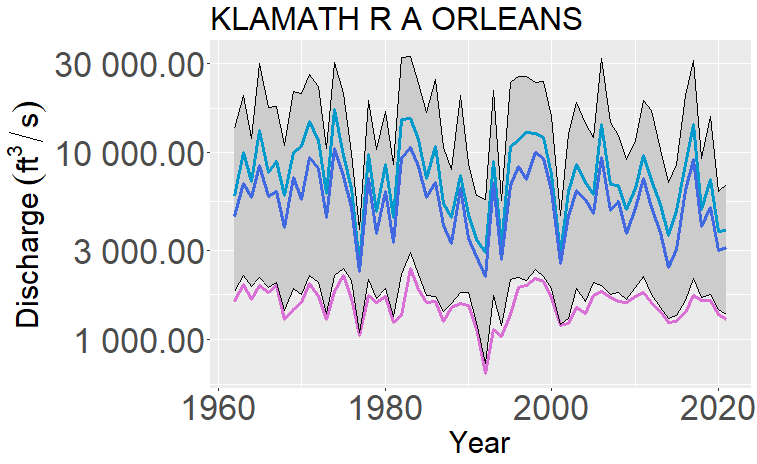 KLAMATH R A ORLEANS
Discharge (ft³/s)
30 000.00
10 000.00
3 000.00
1 000.00
1960 1980 2000 2020
Year